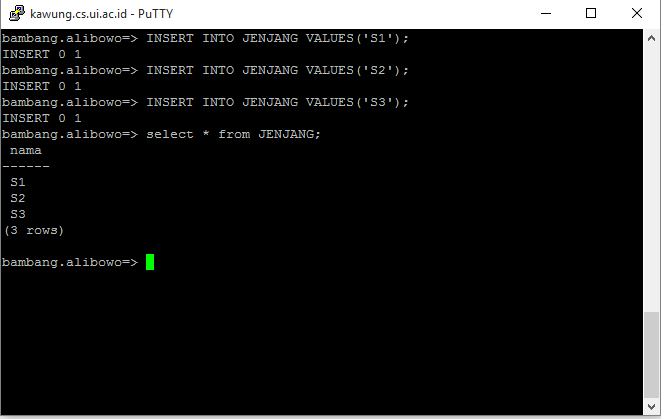 kawung.cs.ui.ac.id - PuTTY
bambang.alibowo=> INSERT INTO JENJANG VALUES('S1');
INSERT 0 1
bambang.alibowo=> INSERT INTO JENJANG VALUES('S2');
INSERT 0 1
bambang.alibowo=> INSERT INTO JENJANG VALUES('S3');
INSERT 0 1
bambang.alibowo=> select * from JENJANG;
 nama
------
 S1
 S2
 S3
(3 rows)
bambang.alibowo=>